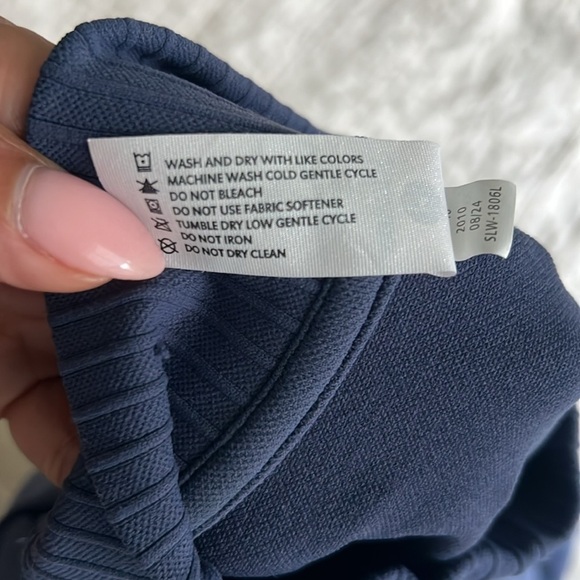 WASH AND DRY WITH LIKE COLORS
MACHINE WASH COLD GENTLE CYCLE
DO NOT BLEACH
DO NOT USE FABRIC SOFTENER
TUMBLE DRY LOW GENTLE CYCLE
DO NOT IRON
DO NOT DRY CLEAN
2010
08/24
SLW-1806L